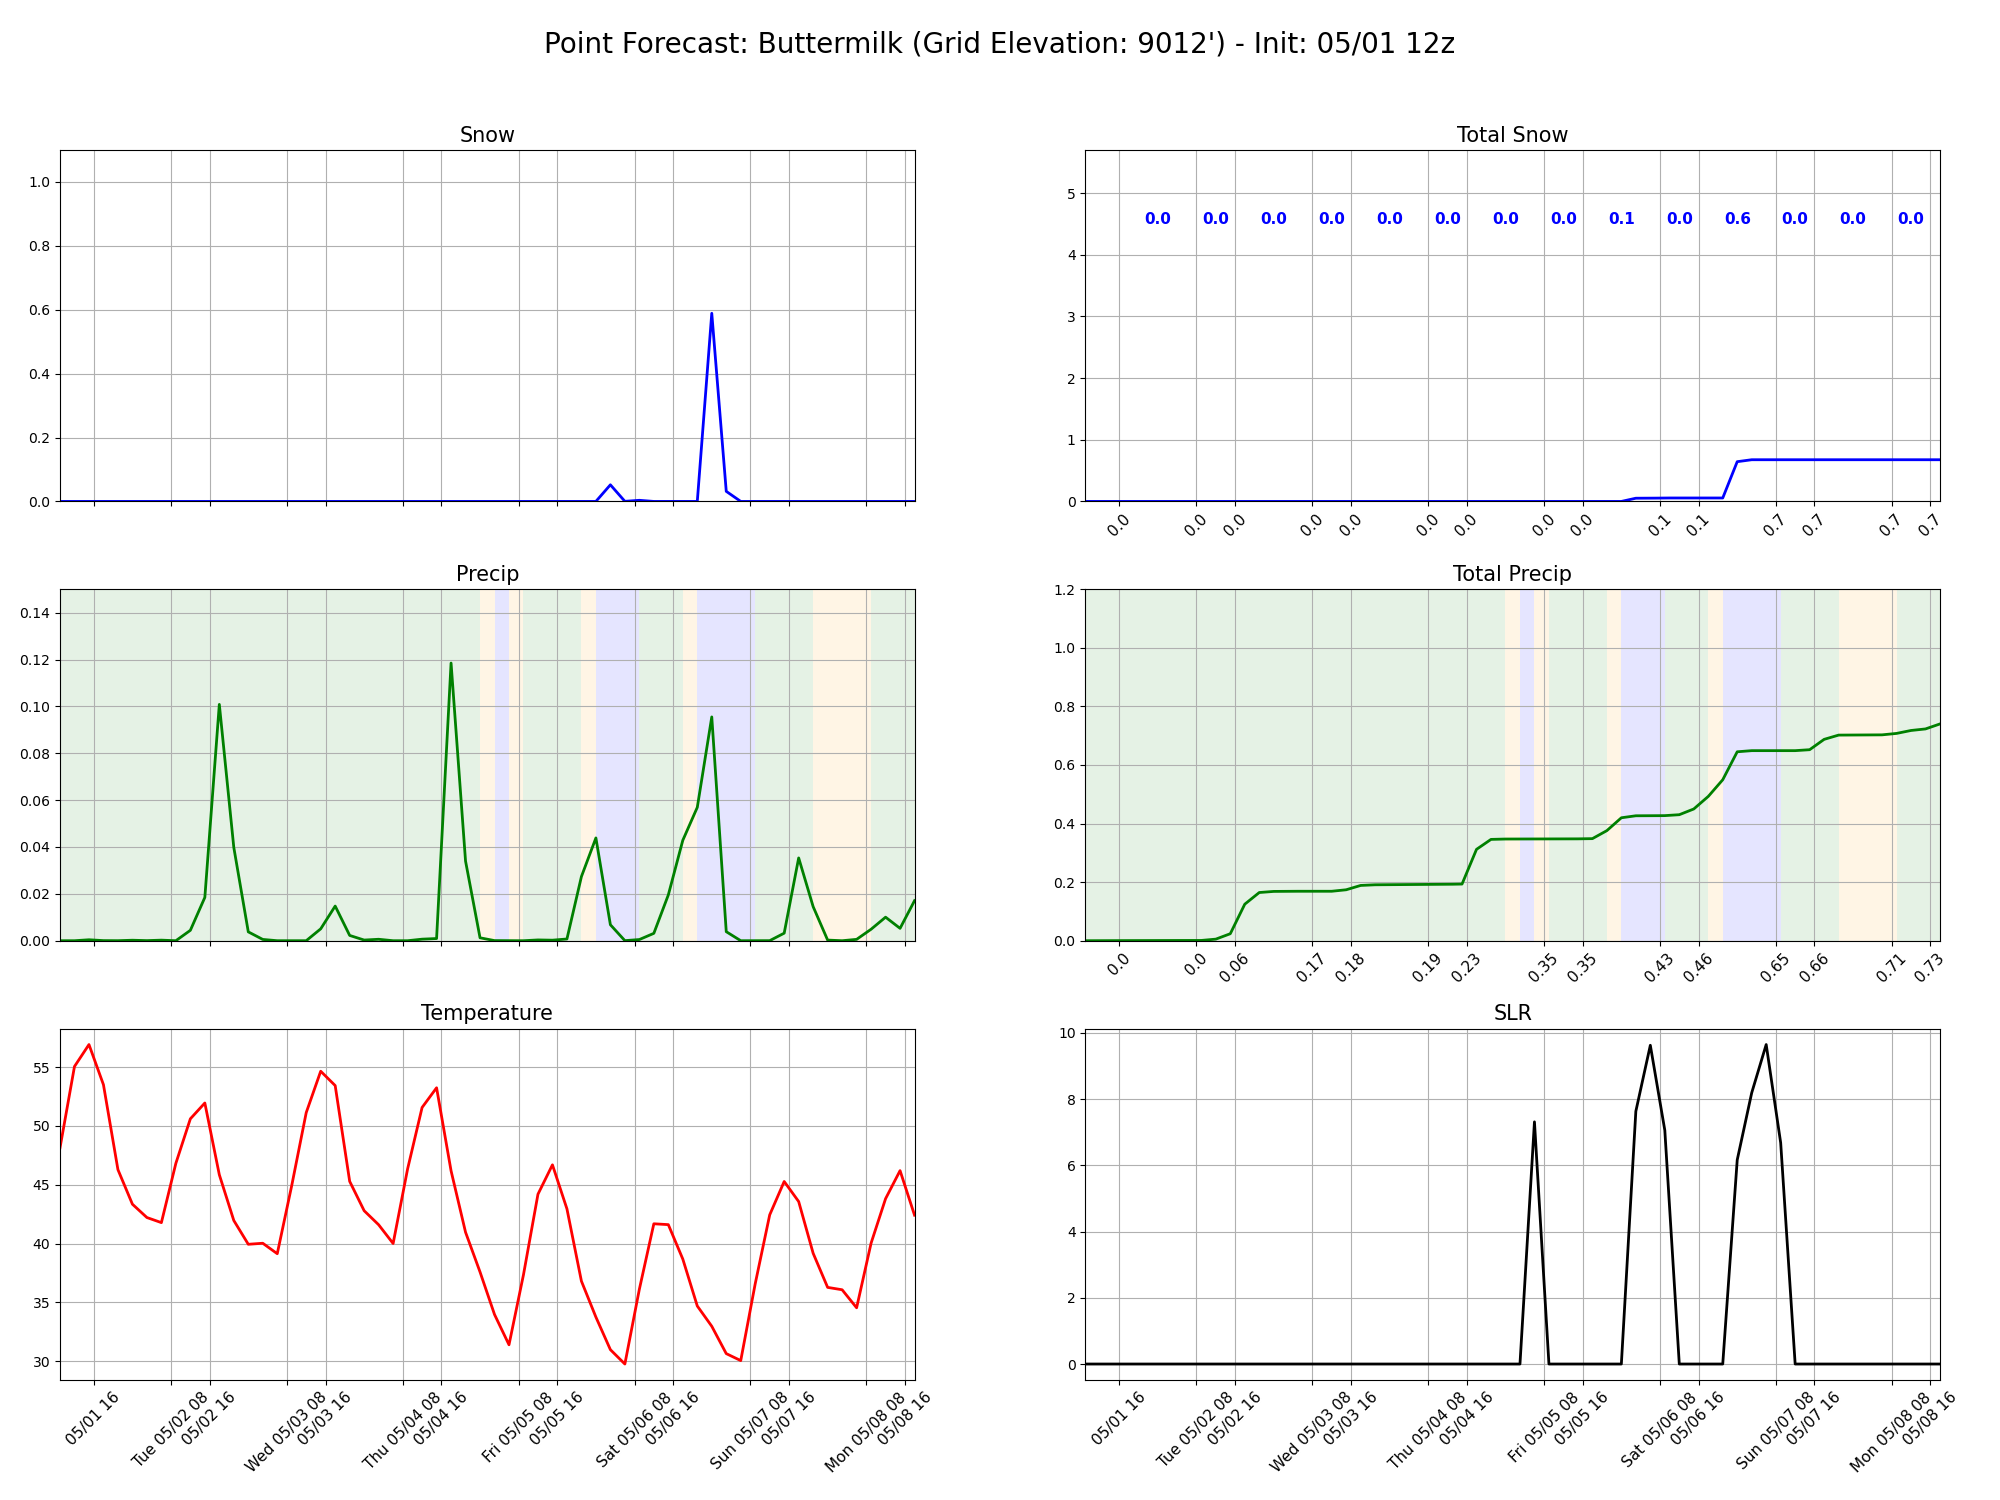 Point Forecast: Buttermilk (Grid Elevation: 9012') - Init: 05/01 12z
Snow
1.0
0.8
0.6
0.4
0.2
0.0
Total Snow
5
4
3
2
1
0
0.0 0.0 0.0 0.0 0.0 0.0 0.0 0.0 0.1 0.0 0.6 0.0 0.0 0.0
0.0 0.0 0.0 0.0 0.0 0.0 0.0 0.0 0.0 0.1 0.1 0.7 0.7 0.7 0.7
Precip
0.14
0.12
0.10
0.08
0.06
0.04
0.02
0.00
Total Precip
1.2
1.0
0.8
0.6
0.4
0.2
0.0
0.0 0.0 0.06 0.17 0.18 0.19 0.23 0.35 0.35 0.43 0.46 0.65 0.66 0.71 0.73
Temperature
55
50
45
40
35
30
05/01 16
Tue 05/02 08
05/02 16
Wed 05/03 08
05/03 16
Thu 05/04 08
05/04 16
Fri 05/05 08
05/05 16
Sat 05/06 08
05/06 16
Sun 05/07 08
05/07 16
Mon 05/08 08
05/08 16
SLR
10
8
6
4
2
0
05/01 16
Tue 05/02 08
05/02 16
Wed 05/03 08
05/03 16
Thu 05/04 08
05/04 16
Fri 05/05 08
05/05 16
Sat 05/06 08
05/06 16
Sun 05/07 08
05/07 16
Mon 05/08 08
05/08 16